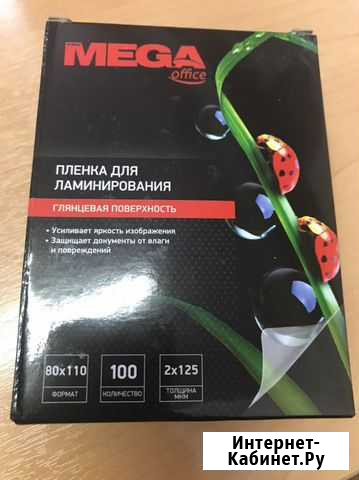 MEGA
office
ПЛЕНКА ДЛЯ
ЛАМИНИРОВАНИЯ
ГЛЯНЦЕВАЯ ПОВЕРХНОСТЬ
• Усиливает яркость изображения
• Защищает документы от влаги
и повреждений
80x110
ФОРМАТ
100
КОЛИЧЕСТВО
2x125
ТОЛЩИНА
МКМ
Интернет-
Кабинет.Ру